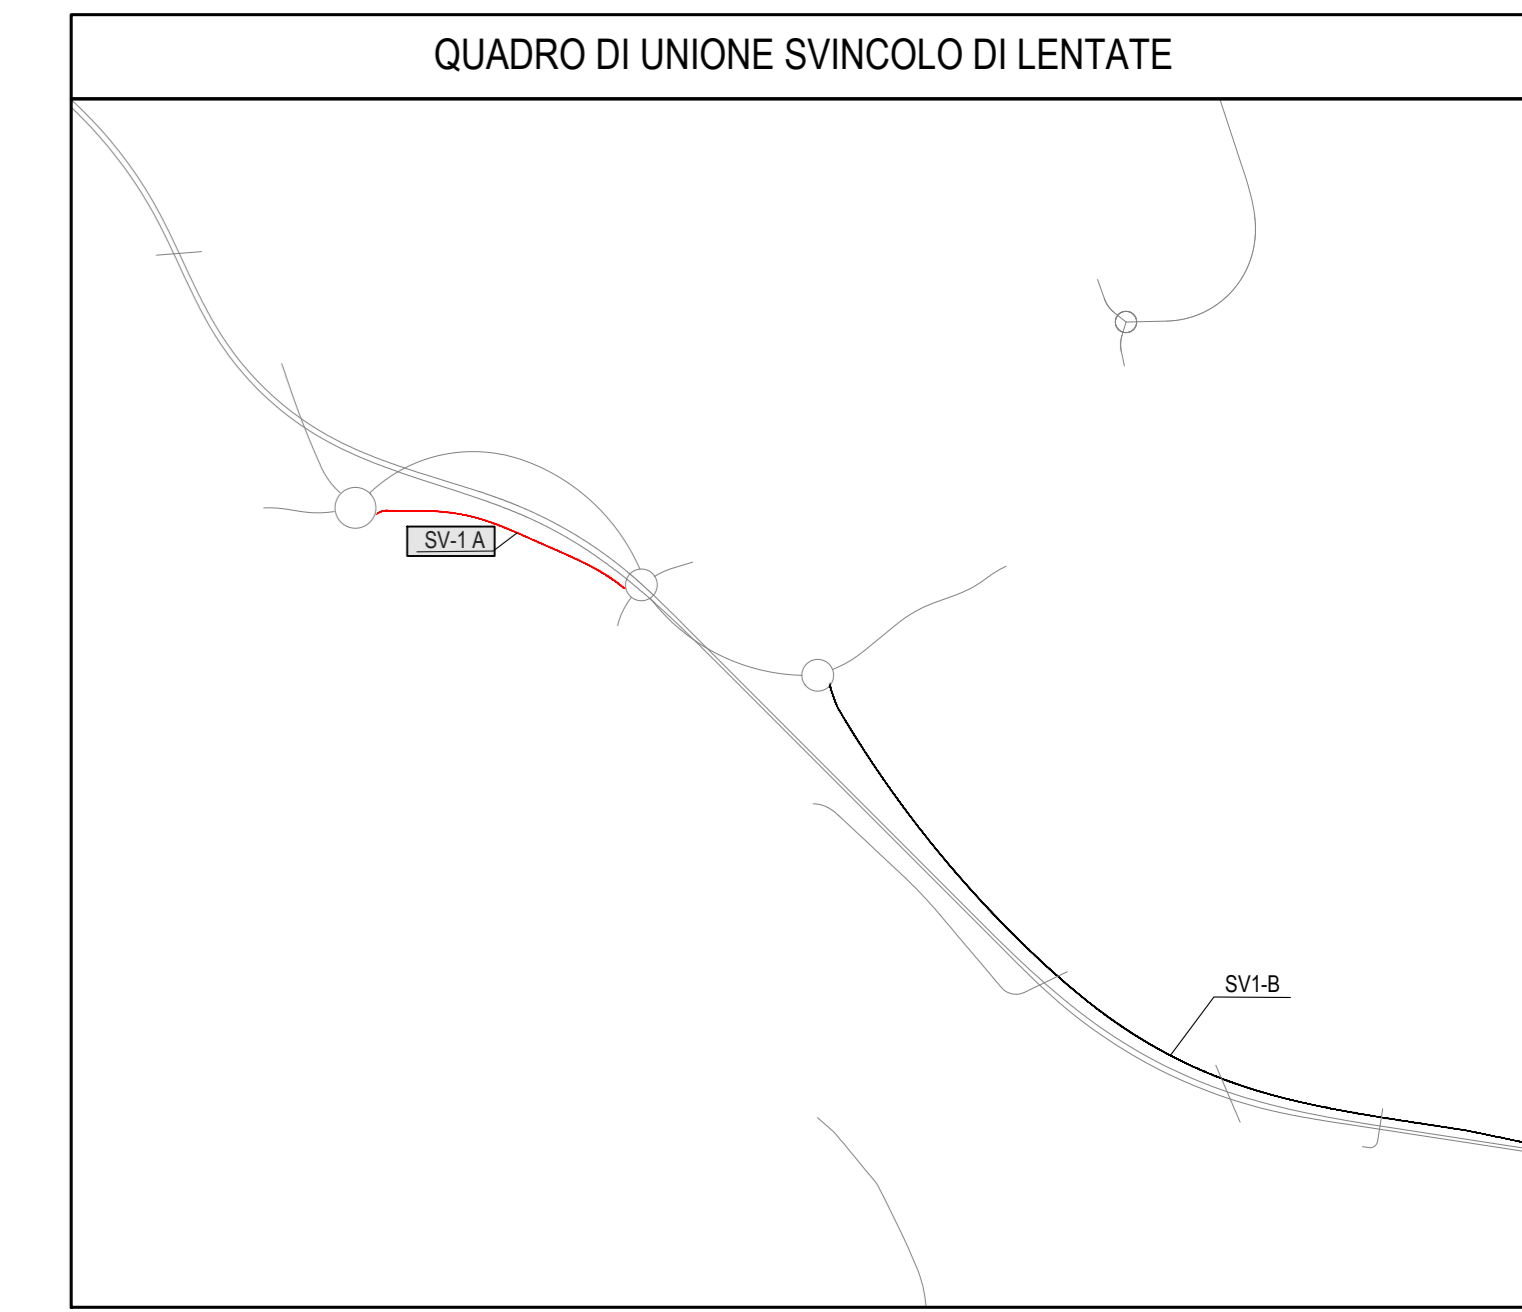 QUADRO DI UNIONE SVINCOLO DI LENTATE
SV-1 A
SV1-B